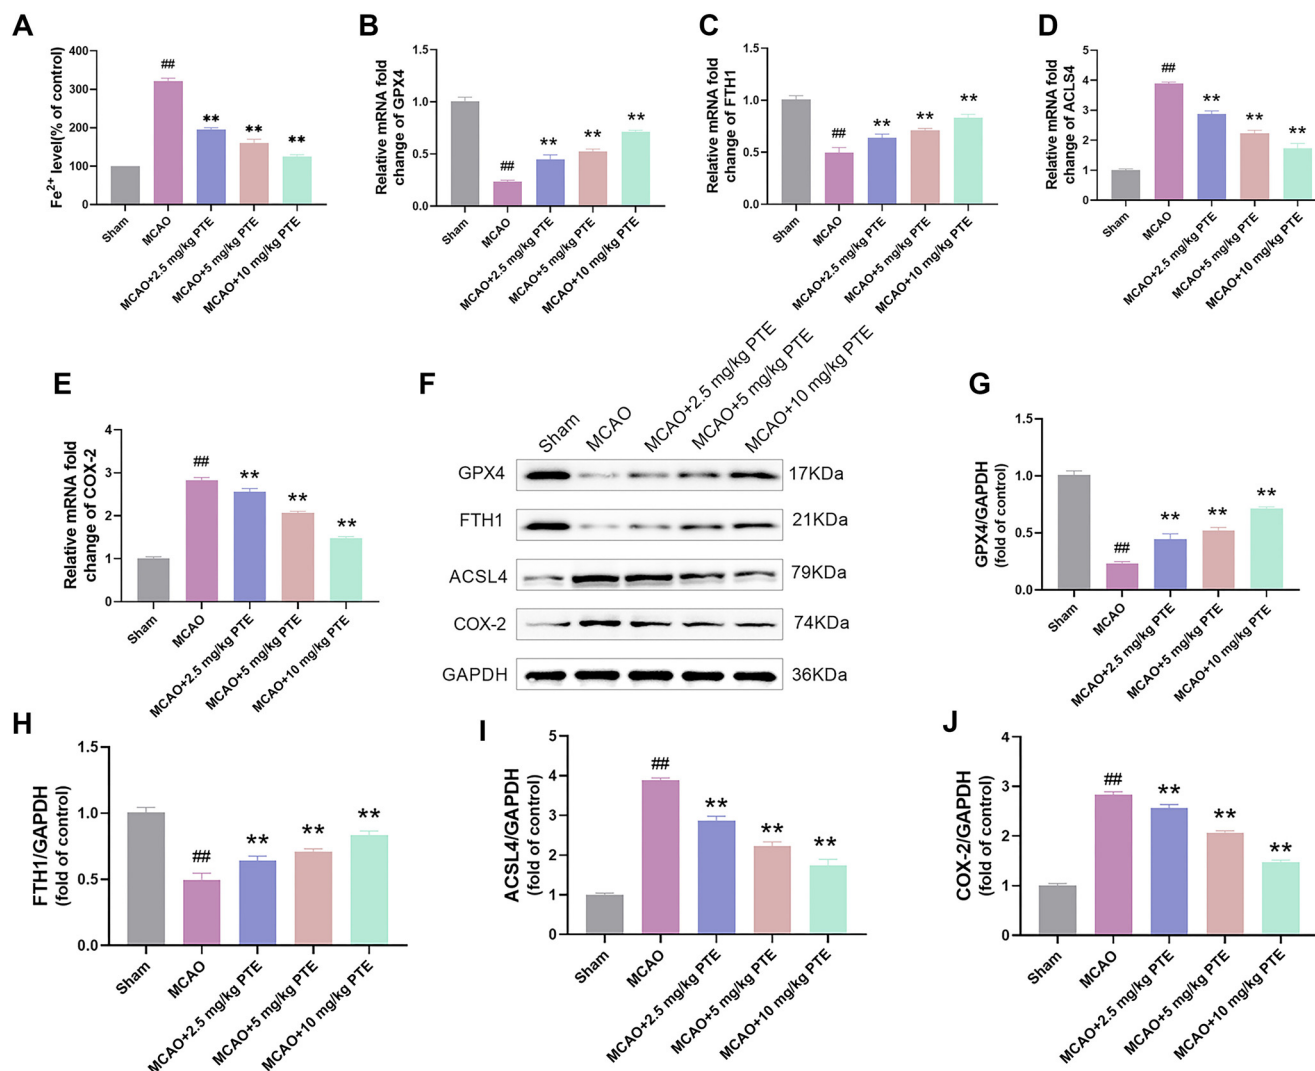 A
Fe2+ level(% of control)
400
300
200
100
0
##
**
**
**
Sham
MCAO
MCAO+2.5 mg/kg PTE
MCAO+5 mg/kg PTE
MCAO+10 mg/kg PTE
B
Relative mRNA fold
change of GPX4
1.5
1.0
0.5
0.0
##
**
**
**
Sham
MCAO
MCAO+2.5 mg/kg PTE
MCAO+5 mg/kg PTE
MCAO+10 mg/kg PTE
C
Relative mRNA fold
change of FTH1
1.5
1.0
0.5
0.0
##
**
**
**
Sham
MCAO
MCAO+2.5 mg/kg PTE
MCAO+5 mg/kg PTE
MCAO+10 mg/kg PTE
D
Relative mRNA fold
change of ACLS4
5
4
3
2
1
0
##
**
**
**
Sham
MCAO
MCAO+2.5 mg/kg PTE
MCAO+5 mg/kg PTE
MCAO+10 mg/kg PTE
E
Relative mRNA fold
change of COX-2
4
3
2
1
0
##
**
**
**
Sham
MCAO
MCAO+2.5 mg/kg PTE
MCAO+5 mg/kg PTE
MCAO+10 mg/kg PTE
F
Sham
MCAO
MCAO+2.5 mg/kg PTE
MCAO+5 mg/kg PTE
MCAO+10 mg/kg PTE
GPX4 17KDa
FTH1 21KDa
ACSL4 79KDa
COX-2 74KDa
GAPDH 36KDa
G
GPX4/GAPDH
(fold of control)
1.5
1.0
0.5
0.0
##
**
**
**
Sham
MCAO
MCAO+2.5 mg/kg PTE
MCAO+5 mg/kg PTE
MCAO+10 mg/kg PTE
H
FTH1/GAPDH
(fold of control)
1.5
1.0
0.5
0.0
##
**
**
**
Sham
MCAO
MCAO+2.5 mg/kg PTE
MCAO+5 mg/kg PTE
MCAO+10 mg/kg PTE
I
ACSL4/GAPDH
(fold of control)
5
4
3
2
1
0
##
**
**
**
Sham
MCAO
MCAO+2.5 mg/kg PTE
MCAO+5 mg/kg PTE
MCAO+10 mg/kg PTE
J
COX-2/GAPDH
(fold of control)
4
3
2
1
0
##
**
**
**
Sham
MCAO
MCAO+2.5 mg/kg PTE
MCAO+5 mg/kg PTE
MCAO+10 mg/kg PTE